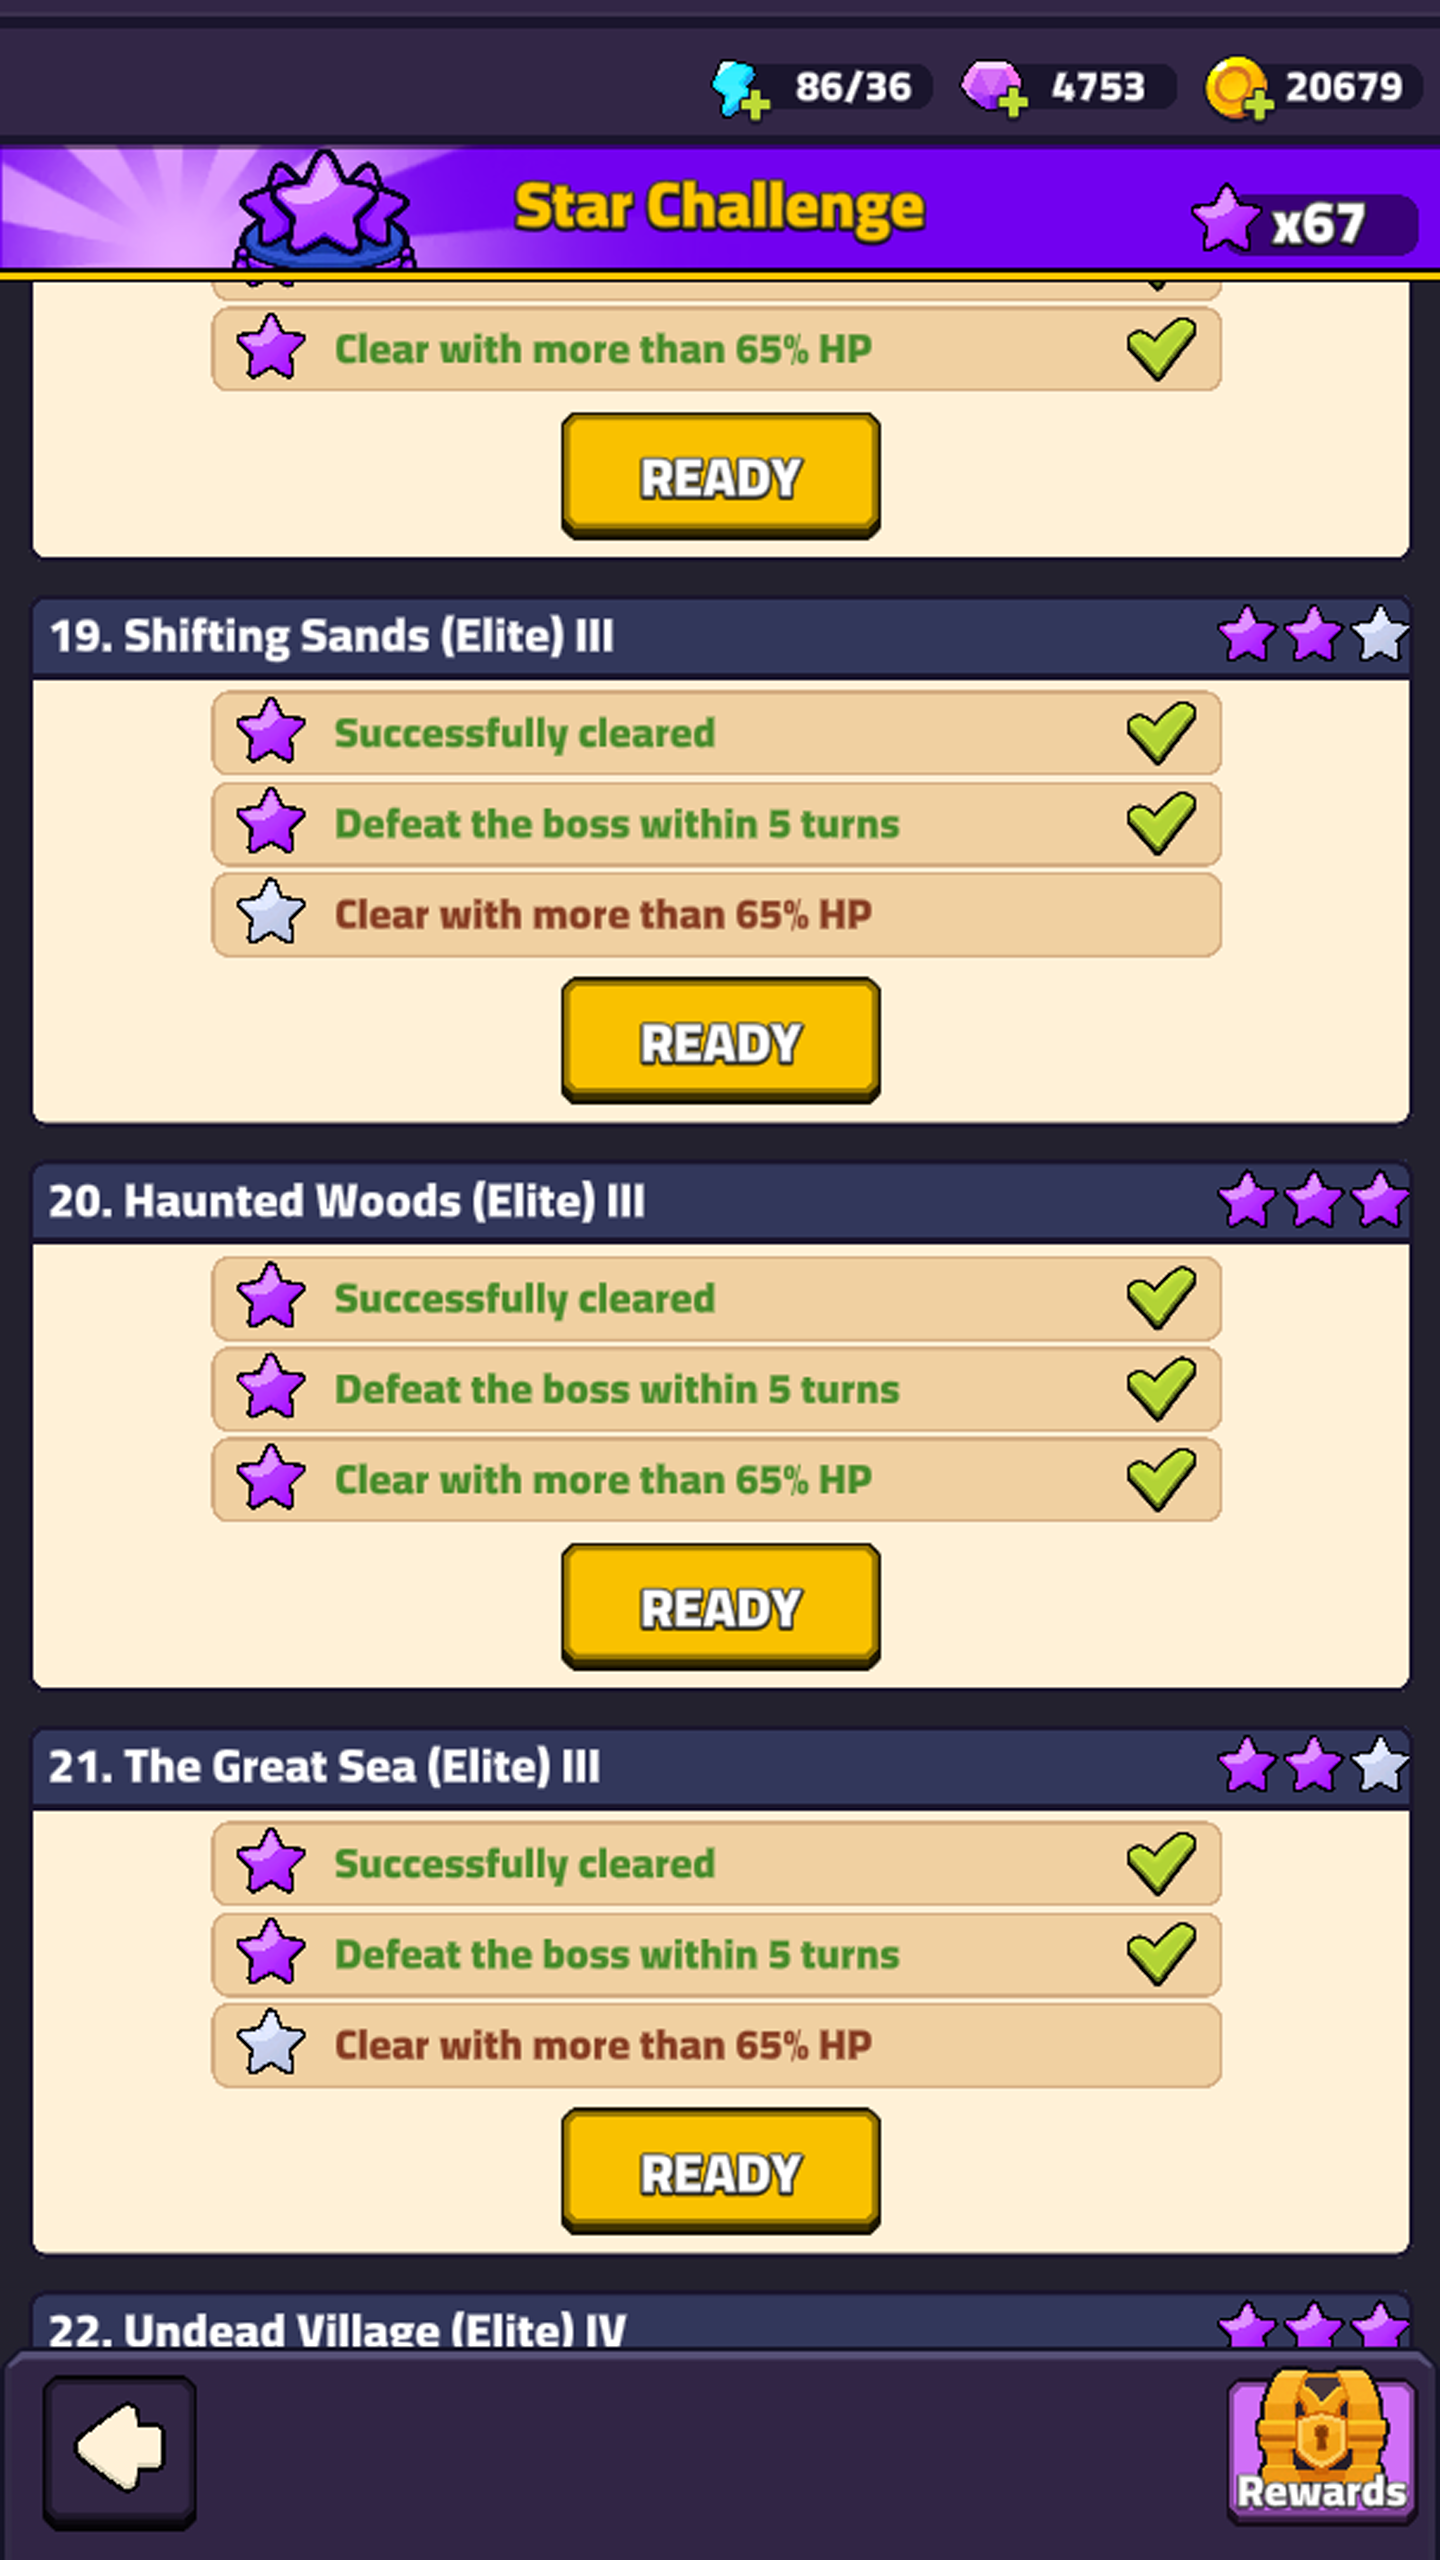 86/36
4753
20679
Star Challenge
x67
Clear with more than 65% HP
READY
19. Shifting Sands (Elite) III
Successfully cleared
Defeat the boss within 5 turns
Clear with more than 65% HP
READY
20. Haunted Woods (Elite) III
Successfully cleared
Defeat the boss within 5 turns
Clear with more than 65% HP
READY
21. The Great Sea (Elite) III
Successfully cleared
Defeat the boss within 5 turns
Clear with more than 65% HP
READY
22. Undead Village (Elite) IV
Rewards